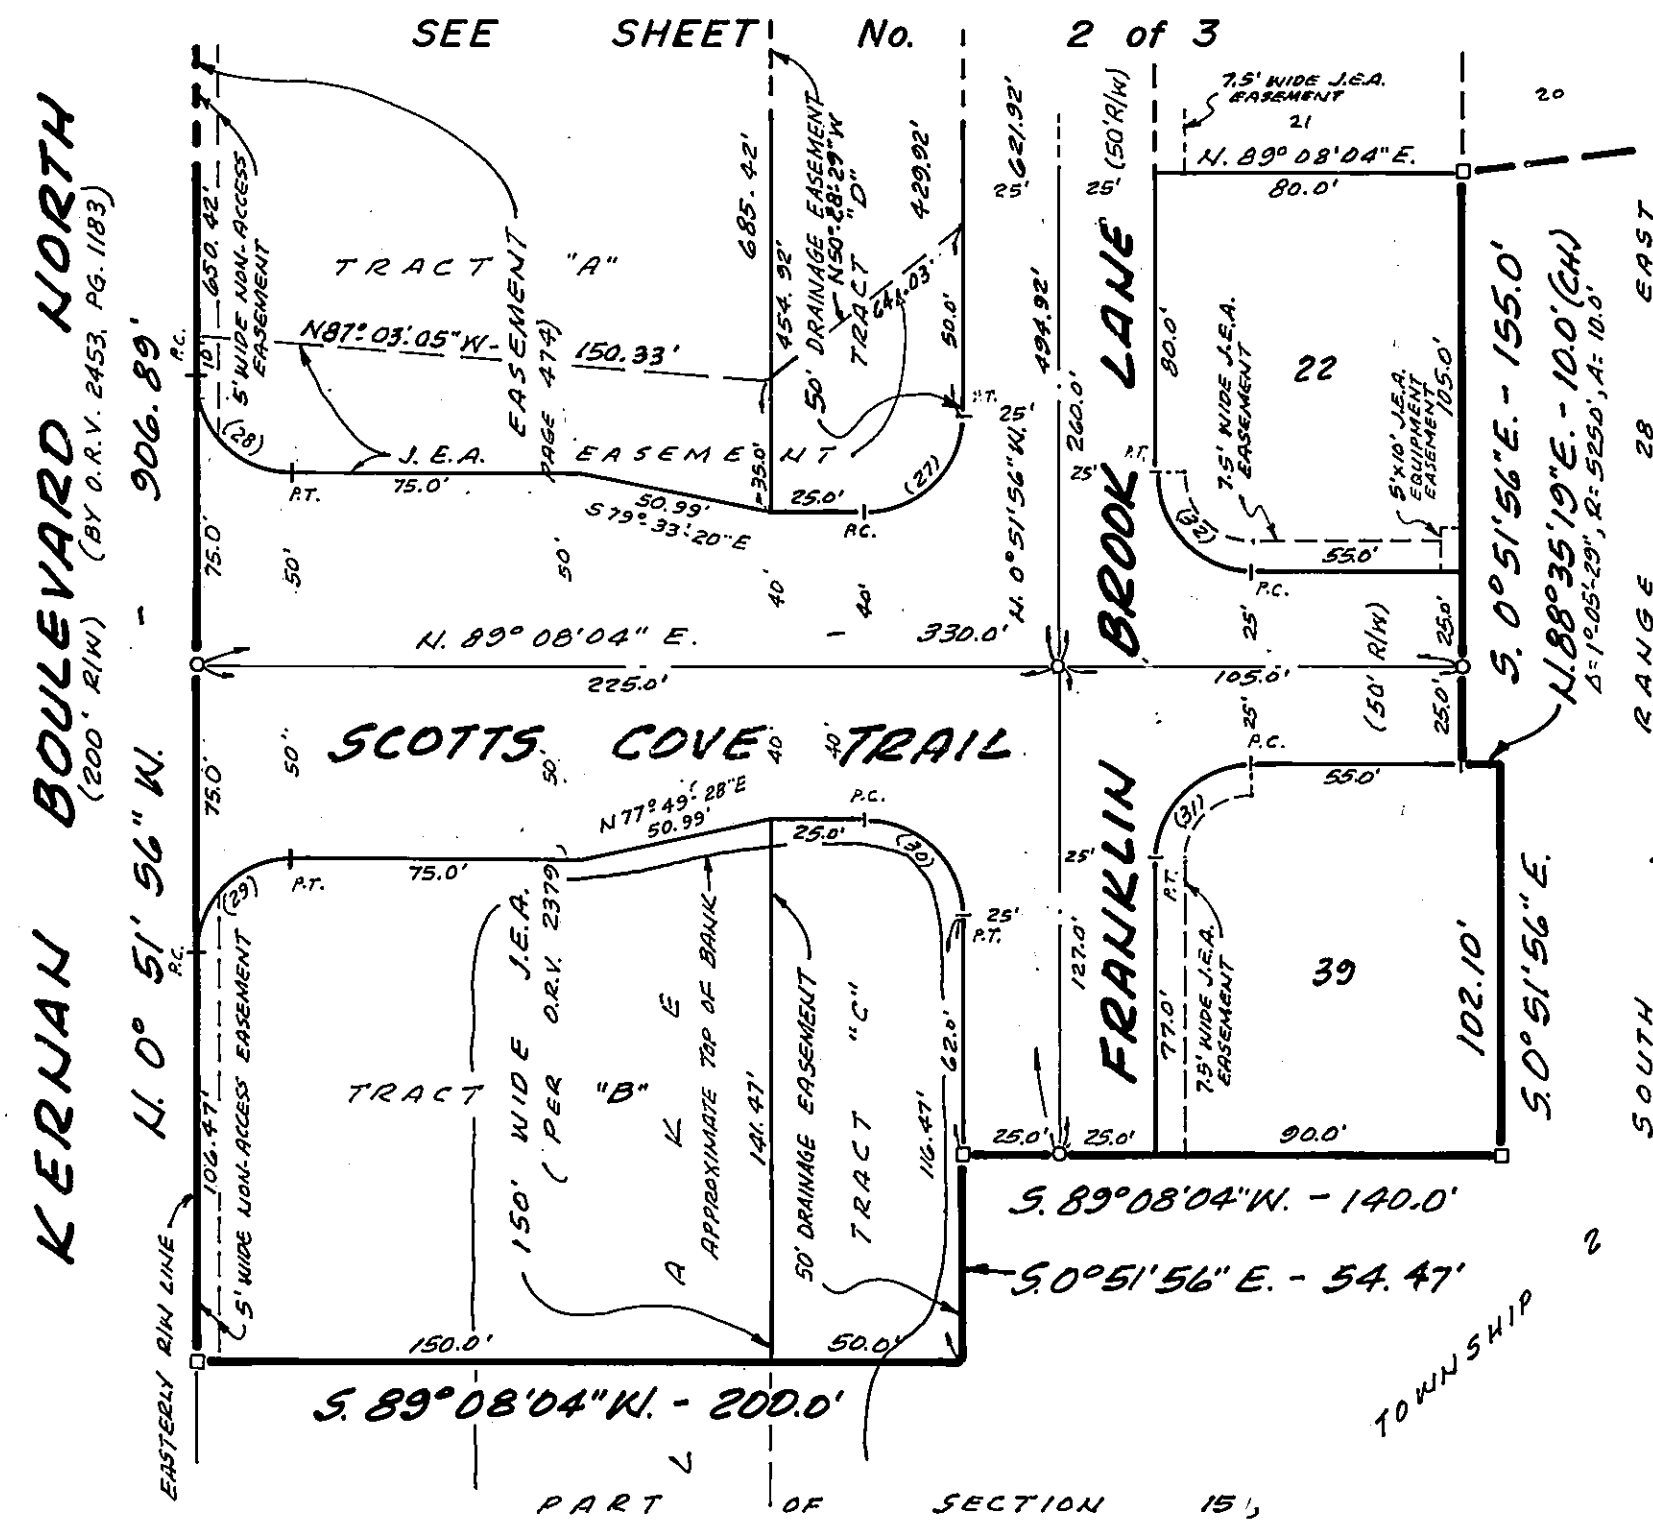 SEE SHEET No. 2 of 3
KERNAN BOULEVARD NORTH
(200' R/W) (BY O.R.V. 2453, PG. 1183)
N. 0° 51' 56" W. - 906.89'
EASTERLY R/W LINE
650.42'
5' WIDE NON-ACCESS
EASEMENT
P.C.
10'
(28)
P.T.
TRACT "A"
N87°-03'.05"W-
150.33'
EASEMENT
PAGE 474)
J.E.A. EASEMENT
75.0'
50.99'
S79°-33'-20"E
35.0'
25.0'
P.C.
(27)
P.T.
685.42'
454.92'
50' DRAINAGE EASEMENT
N50°-28'-29"W
TRACT "D"
644.03'
429.92'
50.0'
621.92'
25'
25'
(50' R/W)
494.92'
260.0'
N. 0° 51' 56" W.
25'
25'
7.5' WIDE J.E.A.
EASEMENT
21
20
N. 89° 08' 04" E.
80.0'
80.0'
22
105.0'
7.5' WIDE J.E.A.
EASEMENT
5'x10' J.E.A.
EQUIPMENT
EASEMENT
P.T.
(32)
P.C.
55.0'
S. 0° 51' 56" E. - 155.0'
N. 88° 35' 19" E. - 10.0' (CH.)
Δ=1°-05'-29", R=525.0', A=10.0'
75.0'
50'
50'
40'
40'
25'
25.0'
N. 89° 08' 04" E. - 330.0'
225.0'
105.0'
(50' R/W)
75.0'
50'
50'
40'
40'
25'
25.0'
SCOTTS COVE TRAIL
FRANKLIN BROOK LANE
N77°-49'-28"E
50.99'
25.0'
P.C.
(30)
25'
P.T.
75.0'
P.T.
(29)
P.C.
106.47'
5' WIDE NON-ACCESS EASEMENT
TRACT "B"
150' WIDE J.E.A.
(PER O.R.V. 2379,
LAKE
APPROXIMATE TOP OF BANK
141.47'
50' DRAINAGE EASEMENT
TRACT "C"
116.47'
62.0'
25'
127.0'
P.C.
55.0'
(31)
P.T.
77.0'
7.5' WIDE J.E.A.
EASEMENT
39
102.10'
S. 0° 51' 56" E.
25.0'
25.0'
90.0'
S. 89° 08' 04" W. - 140.0'
S. 0° 51' 56" E. - 54.47'
150.0'
50.0'
S. 89° 08' 04" W. - 200.0'
PART OF SECTION 15,
TOWNSHIP 2
SOUTH
RANGE 28 EAST